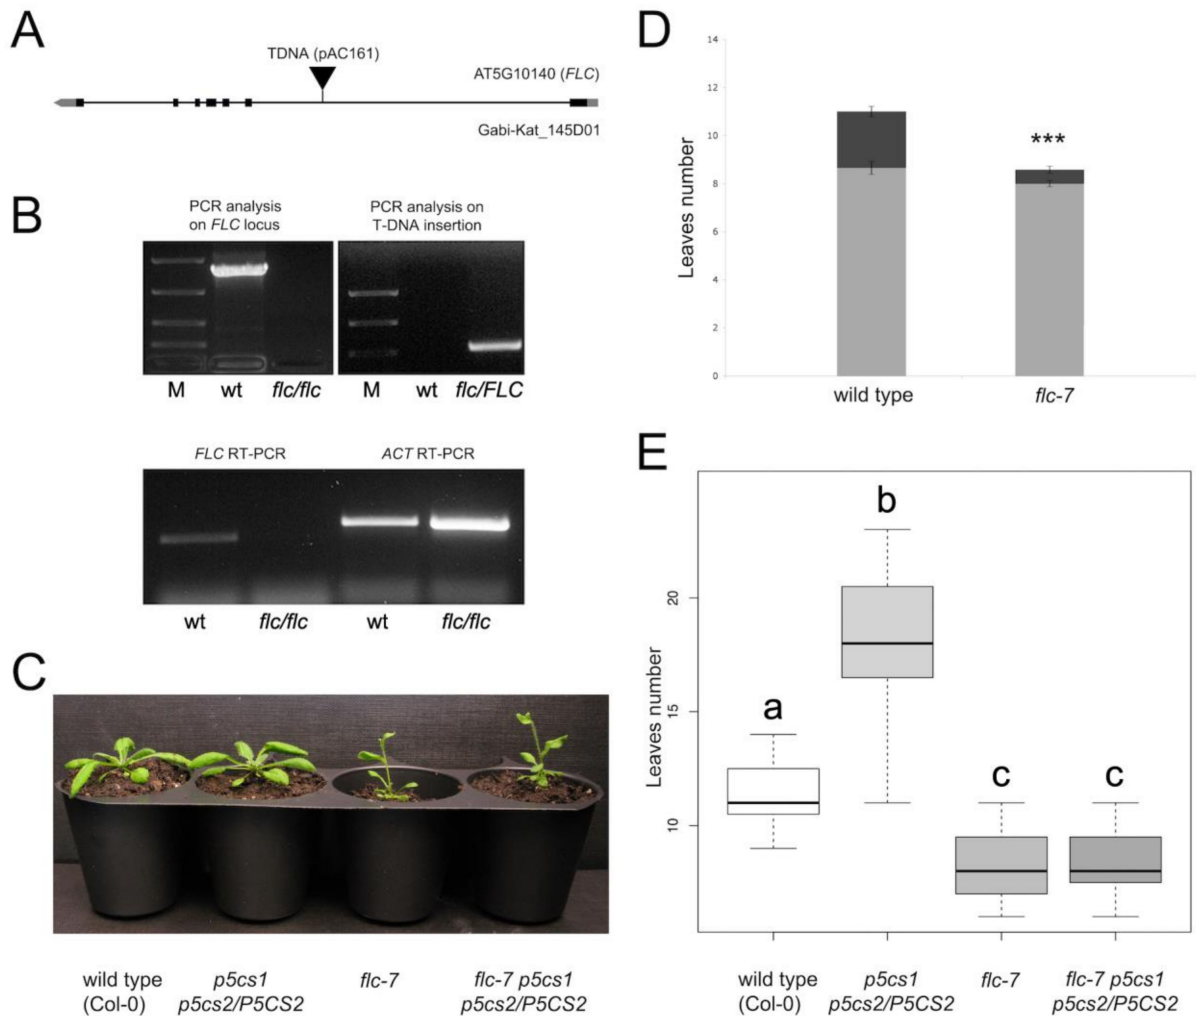 A
TDNA (pAC161)
AT5G10140 (FLC)
Gabi-Kat_145D01
B
PCR analysis
on FLC locus
PCR analysis on
T-DNA insertion
M wt flc/flc
M wt flc/FLC
FLC RT-PCR
ACT RT-PCR
wt flc/flc wt flc/flc
C
wild type
(Col-0)
p5cs1
p5cs2/P5CS2
flc-7
flc-7 p5cs1
p5cs2/P5CS2
D
Leaves number
14
12
10
8
6
4
2
0
***
wild type
flc-7
E
Leaves number
20
15
10
a
b
c
c
wild type
(Col-0)
p5cs1
p5cs2/P5CS2
flc-7
flc-7 p5cs1
p5cs2/P5CS2